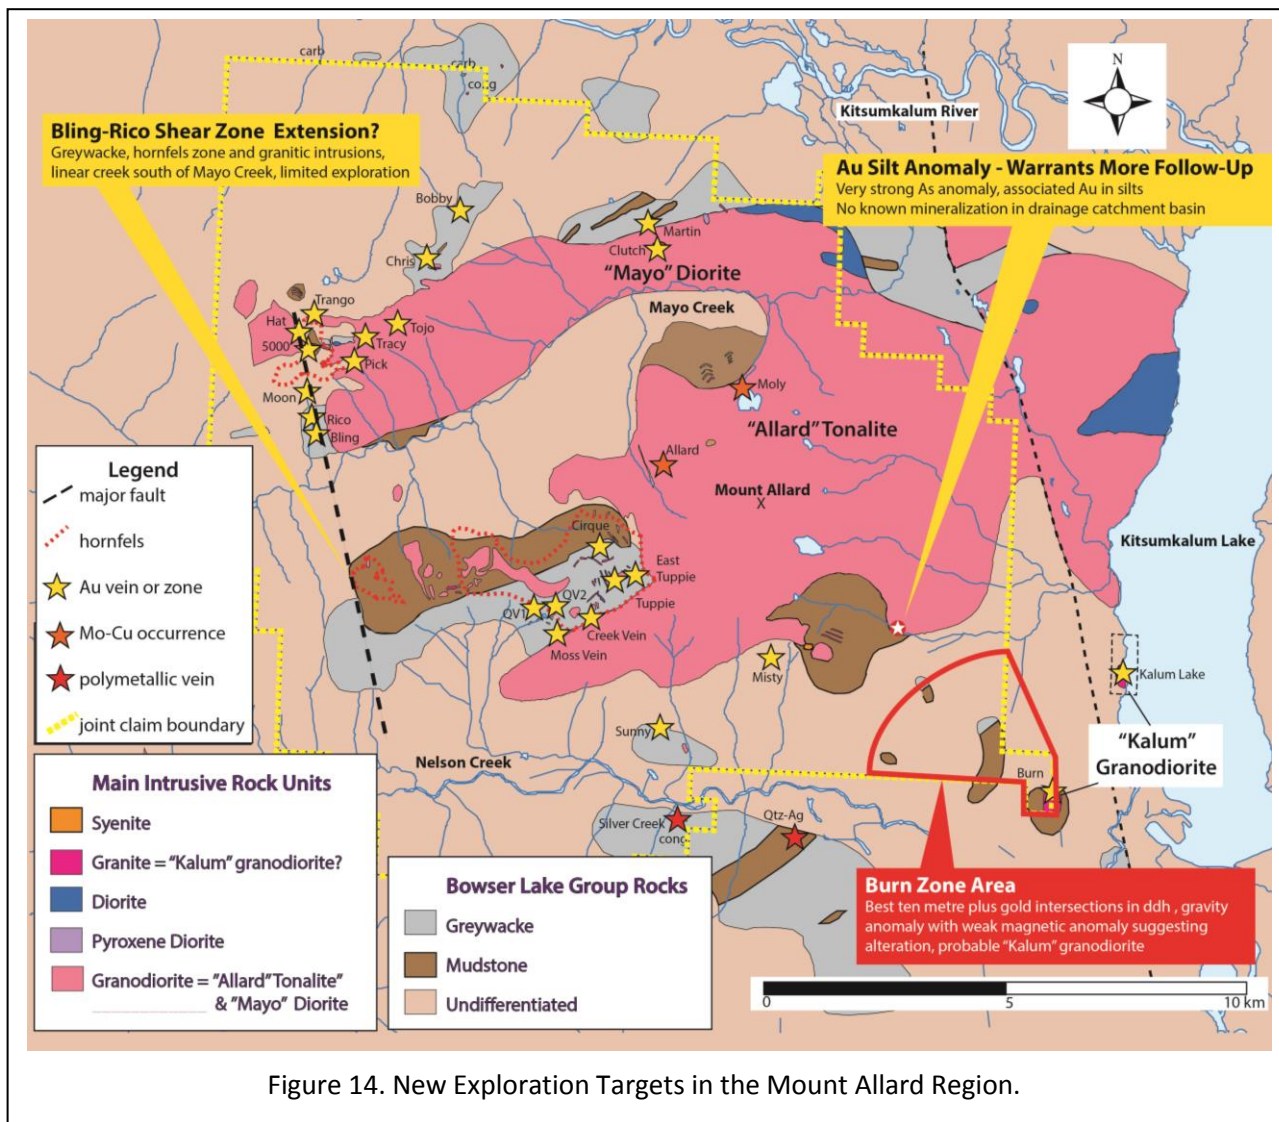 carb
carb
cong
N
Kitsumkalum River
Bling-Rico Shear Zone Extension?
Greywacke, hornfels zone and granitic intrusions,
linear creek south of Mayo Creek, limited exploration
Au Silt Anomaly - Warrants More Follow-Up
Very strong As anomaly, associated Au in silts
No known mineralization in drainage catchment basin
Bobby
Martin
Clutch
Chris
"Mayo" Diorite
Mayo Creek
Trango
Hat
5000
Tojo
Tracy
Pick
Moon
Moly
Rico
Bling
"Allard" Tonalite
Allard
Mount Allard
X
Legend
major fault
hornfels
Au vein or zone
Mo-Cu occurrence
polymetallic vein
joint claim boundary
Cirque
East
Tuppie
Tuppie
QV2
QV1
Creek Vein
Moss Vein
Kitsumkalum Lake
Misty
Kalum Lake
Sunny
"Kalum"
Granodiorite
Nelson Creek
Burn
Silver Creek
cong
Qtz-Ag
Main Intrusive Rock Units
Syenite
Granite = "Kalum" granodiorite?
Diorite
Pyroxene Diorite
Granodiorite = "Allard" Tonalite"
& "Mayo" Diorite
Bowser Lake Group Rocks
Greywacke
Mudstone
Undifferentiated
Burn Zone Area
Best ten metre plus gold intersections in ddh , gravity
anomaly with weak magnetic anomaly suggesting
alteration, probable "Kalum" granodiorite
0 5 10 km
Figure 14. New Exploration Targets in the Mount Allard Region.